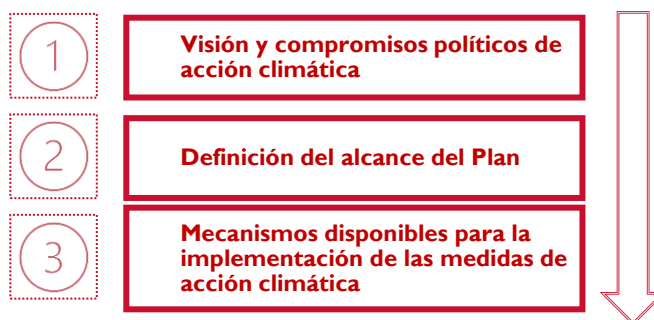 1
Visión y compromisos políticos de
acción climática
2
Definición del alcance del Plan
3
Mecanismos disponibles para la
implementación de las medidas de
acción climática